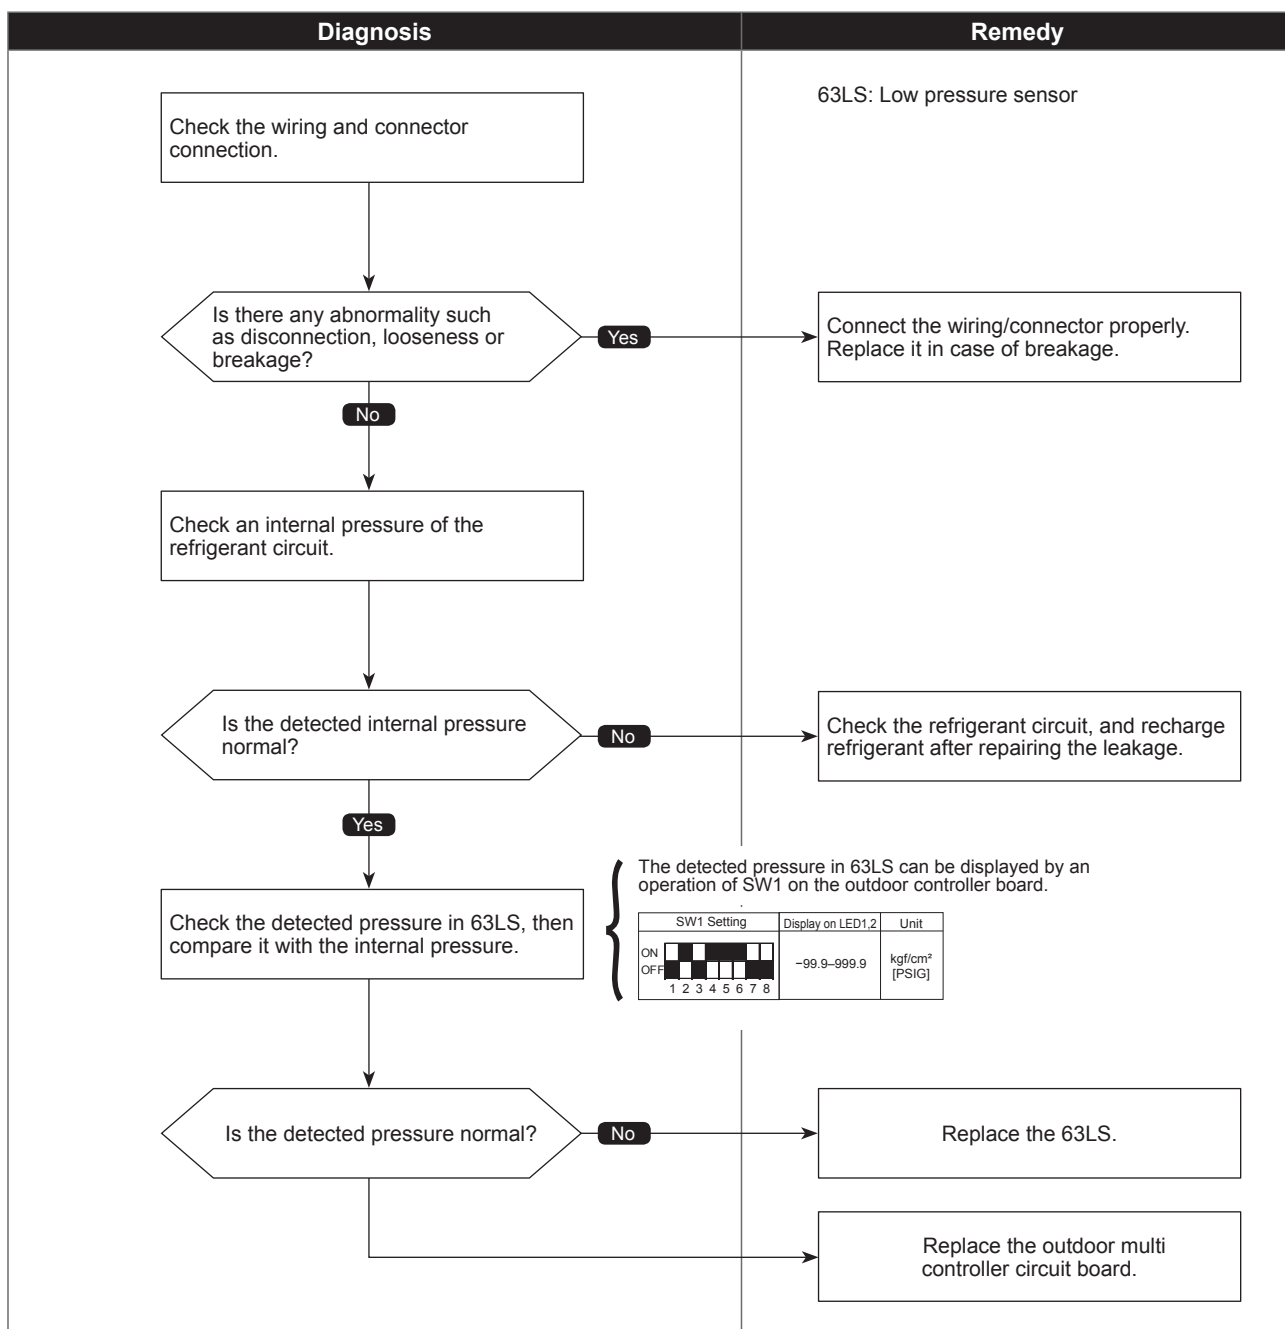 Diagnosis
Remedy
63LS: Low pressure sensor
Check the wiring and connector
connection.
Is there any abnormality such
as disconnection, looseness or
breakage?
Yes
Connect the wiring/connector properly.
Replace it in case of breakage.
No
Check an internal pressure of the
refrigerant circuit.
Is the detected internal pressure
normal?
No
Check the refrigerant circuit, and recharge
refrigerant after repairing the leakage.
Yes
The detected pressure in 63LS can be displayed by an
operation of SW1 on the outdoor controller board.
Check the detected pressure in 63LS, then
compare it with the internal pressure.
SW1 Setting
Display on LED1,2
Unit
ON
OFF
1 2 3 4 5 6 7 8
−99.9–999.9
kgf/cm²
[PSIG]
Is the detected pressure normal?
No
Replace the 63LS.
Replace the outdoor multi
controller circuit board.